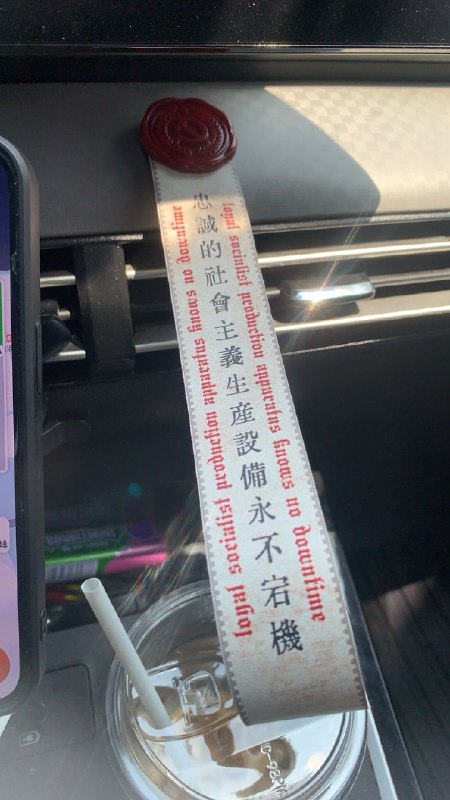 忠誠的社會主義生産設備永不宕機
loyal socialist production apparatus knows no downtime
loyal socialist production apparatus knows no downtime